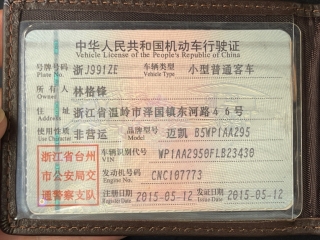 中华人民共和国机动车行驶证
Vehicle License of the People's Republic of China
号牌号码 浙J991ZE 车辆类型 小型普通客车
Plate No. Vehicle Type
所有人 林格锋
Owner
住址 浙江省温岭市泽国镇东河路46号
Address
使用性质 非营运 品牌型号 迈凯 B5WP1AA295
Use Character Model
浙江省台州
市公安局交
通警察支队
车辆识别代号 WP1AA2950FLB23430
VIN
发动机号码 CNC107773
Engine No.
注册日期 2015-05-12 发证日期 2015-05-12
Register Date Issue Date